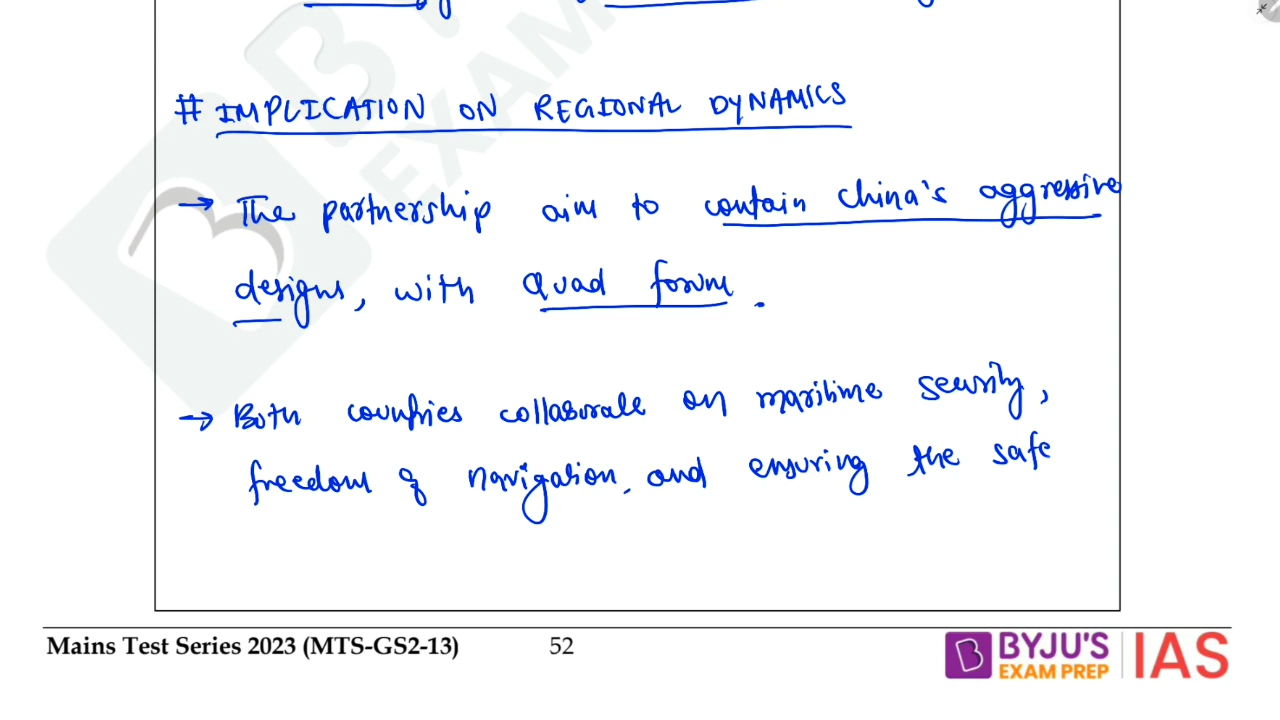 # IMPLICATION ON REGIONAL DYNAMICS
→ The partnership aim to contain China's aggressive
designs, with Quad forum.
→ Both countries collaborate on maritime security,
freedom of navigation, and ensuring the safe
Mains Test Series 2023 (MTS-GS2-13) 52
BYJU'S IAS
EXAM PREP